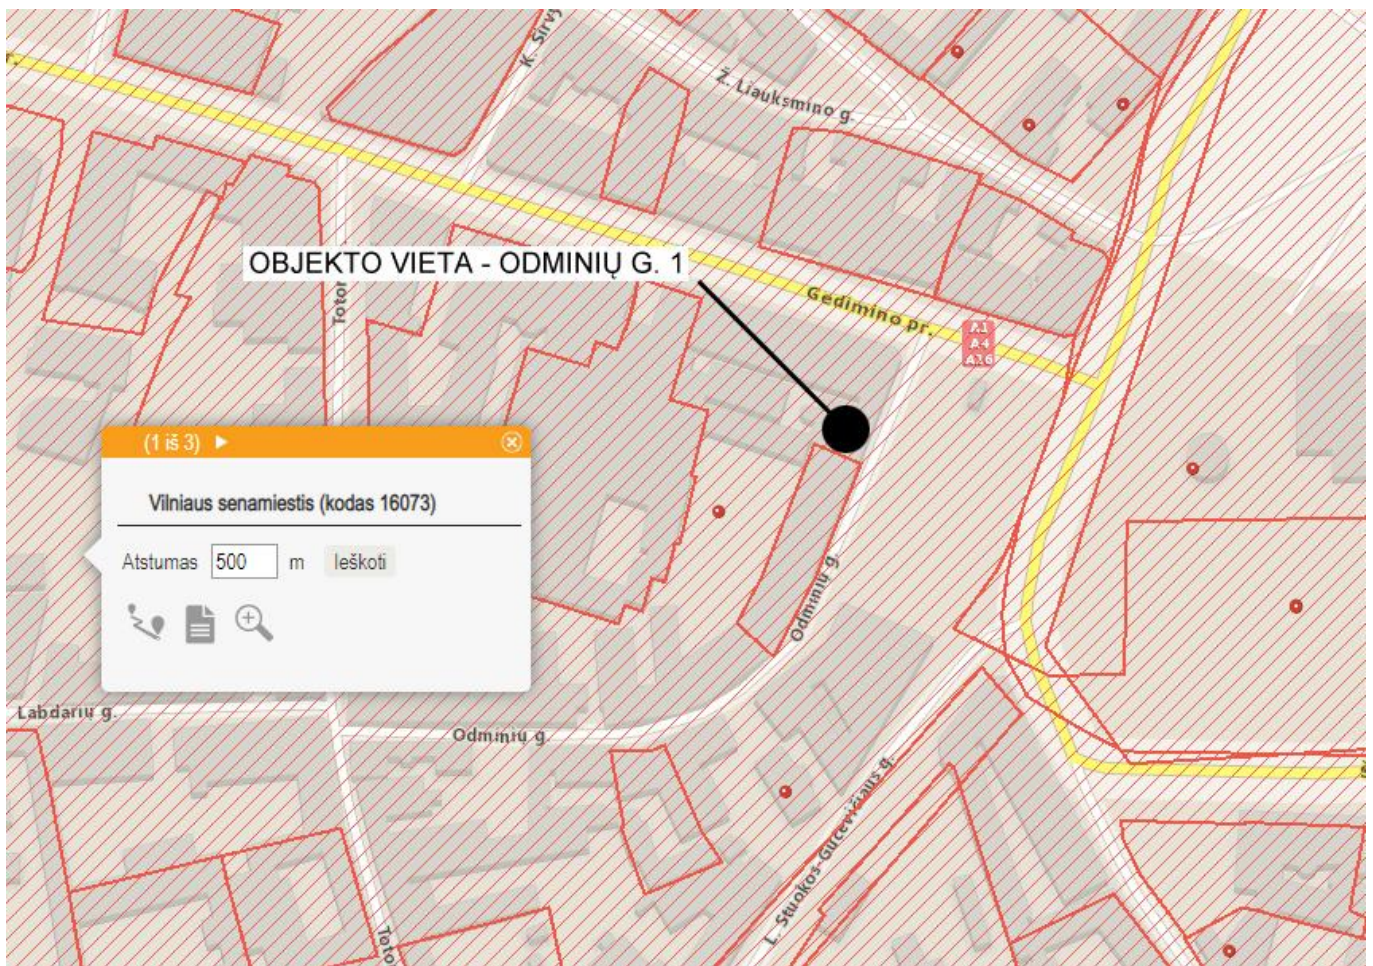 r.
K. Sirv
Ž. Liauksmino g.
OBJEKTO VIETA - ODMINIŲ G. 1
Totor
Gedimino pr.
A1
A4
A16
(1 iš 3)
Vilniaus senamiestis (kodas 16073)
Atstumas 500 m Ieškoti
Odminių g.
Labdarių g.
Odminių g.
L. Stuokos-Gucevičiaus g.
Š
Toto